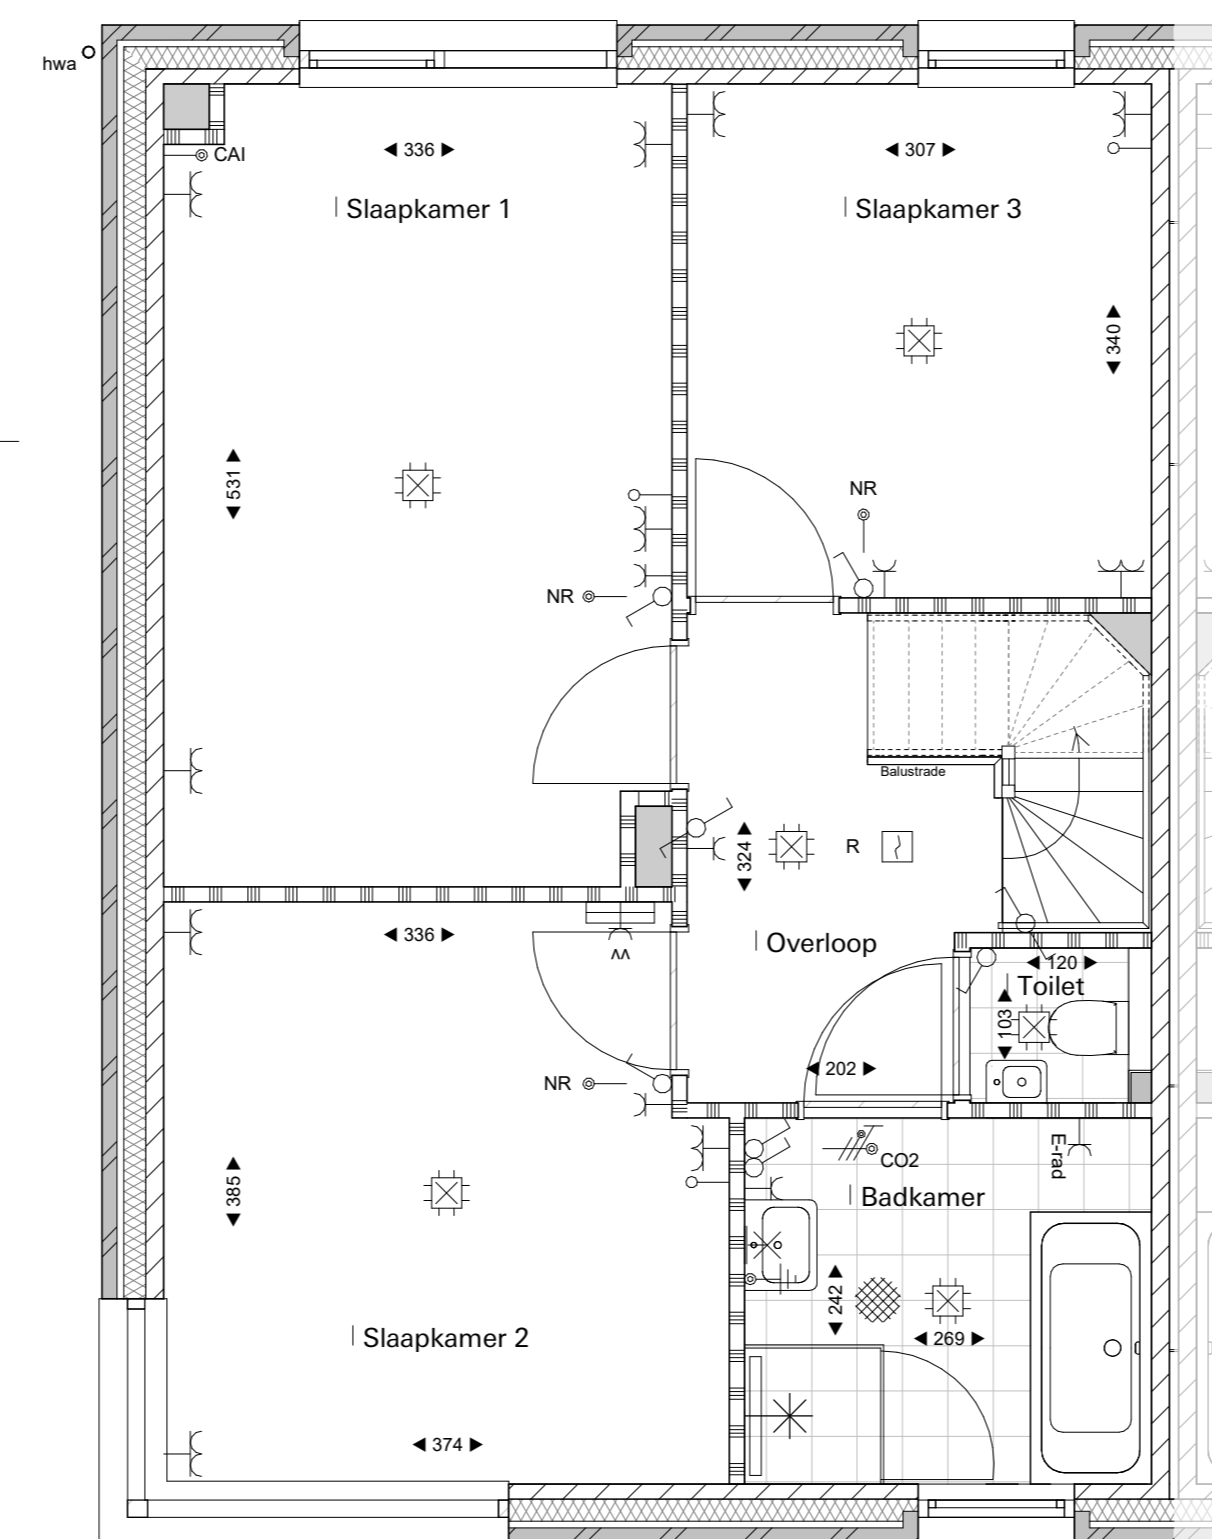 hwa
CAI
336
307
Slaapkamer 1
Slaapkamer 3
340
531
NR
NR
Balustrade
324
R
336
Overloop
120
Toilet
103
202
NR
CO2
E-rad
385
Badkamer
242
269
Slaapkamer 2
374